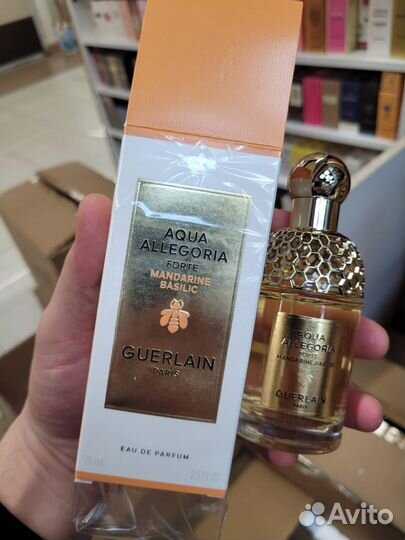 AQUA
ALLEGORIA
FORTE
MANDARINE
BASILIC
GUERLAIN
PARIS
EAU DE PARFUM
75 ml 2.5 fl.oz
AQUA
ALLEGORIA
FORTE
MANDARINE BASILIC
GUERLAIN
PARIS
Avito